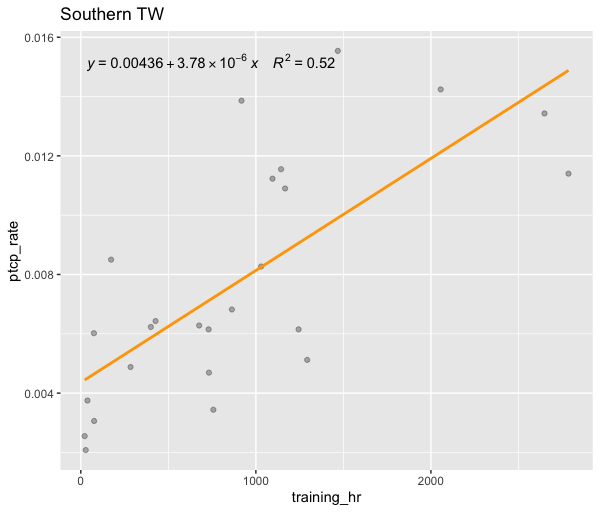 Southern TW
0.016
y = 0.00436 + 3.78 × 10⁻⁶ x R² = 0.52
0.012
ptcp_rate
0.008
0.004
0 1000 2000
training_hr